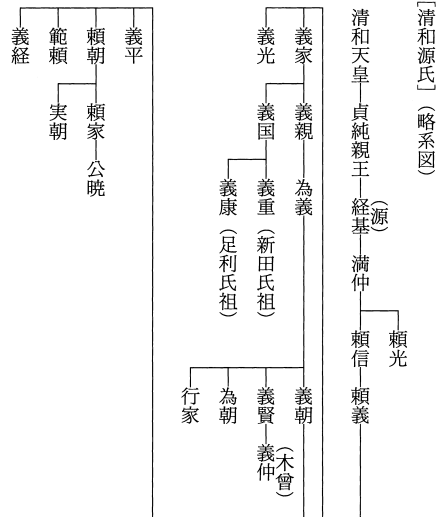 [清和源氏](略系図)
清和天皇―貞純親王―経基―満仲
(源)
頼光
頼信―頼義
義家
義光
義親―為義
義国
義重(新田氏祖)
義康(足利氏祖)
義朝
義賢―義仲
(木曾)
為朝
行家
義平
頼朝
範頼
義経
頼家―公暁
実朝